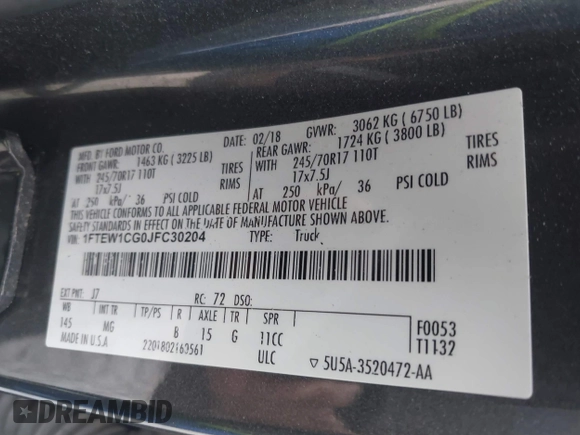 MFD. BY FORD MOTOR CO.
DATE: 02/18 GVWR: 3062 KG ( 6750 LB)
FRONT GAWR: 1463 KG ( 3225 LB) REAR GAWR: 1724 KG ( 3800 LB)
WITH 245/70R17 110T TIRES WITH 245/70R17 110T TIRES
17x7.5J RIMS 17x7.5J RIMS
AT 250 kPa/ 36 PSI COLD AT 250 kPa/ 36 PSI COLD
THIS VEHICLE CONFORMS TO ALL APPLICABLE FEDERAL MOTOR VEHICLE
SAFETY STANDARDS IN EFFECT ON THE DATE OF MANUFACTURE SHOWN ABOVE.
VIN: 1FTEW1CG0JFC30204 TYPE: Truck
EXT PNT: J7 RC: 72 DSO:
WB INT TR TP/PS R AXLE TR SPR
145 MG B 15 G 11CC F0053
MADE IN U.S.A ULC T1132
▽ 5U5A-3520472-AA
DREAMBID